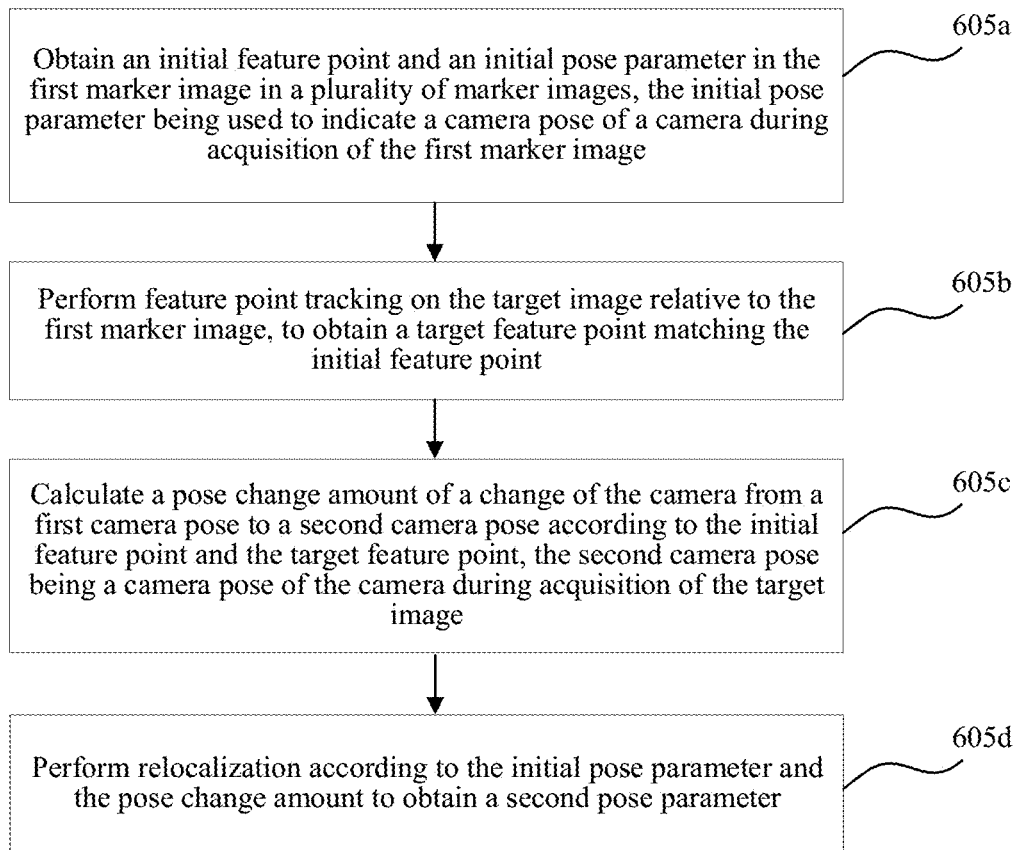 605a
Obtain an initial feature point and an initial pose parameter in the
first marker image in a plurality of marker images, the initial pose
parameter being used to indicate a camera pose of a camera during
acquisition of the first marker image
605b
Perform feature point tracking on the target image relative to the
first marker image, to obtain a target feature point matching the
initial feature point
605c
Calculate a pose change amount of a change of the camera from a
first camera pose to a second camera pose according to the initial
feature point and the target feature point, the second camera pose
being a camera pose of the camera during acquisition of the target
image
605d
Perform relocalization according to the initial pose parameter and
the pose change amount to obtain a second pose parameter